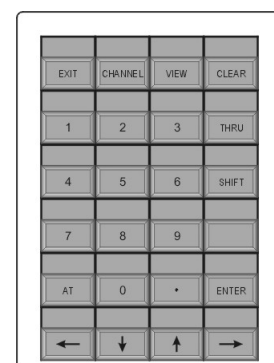 EXIT CHANNEL VIEW CLEAR
1 2 3 THRU
4 5 6 SHIFT
7 8 9
AT 0 . ENTER
← ↓ ↑ →